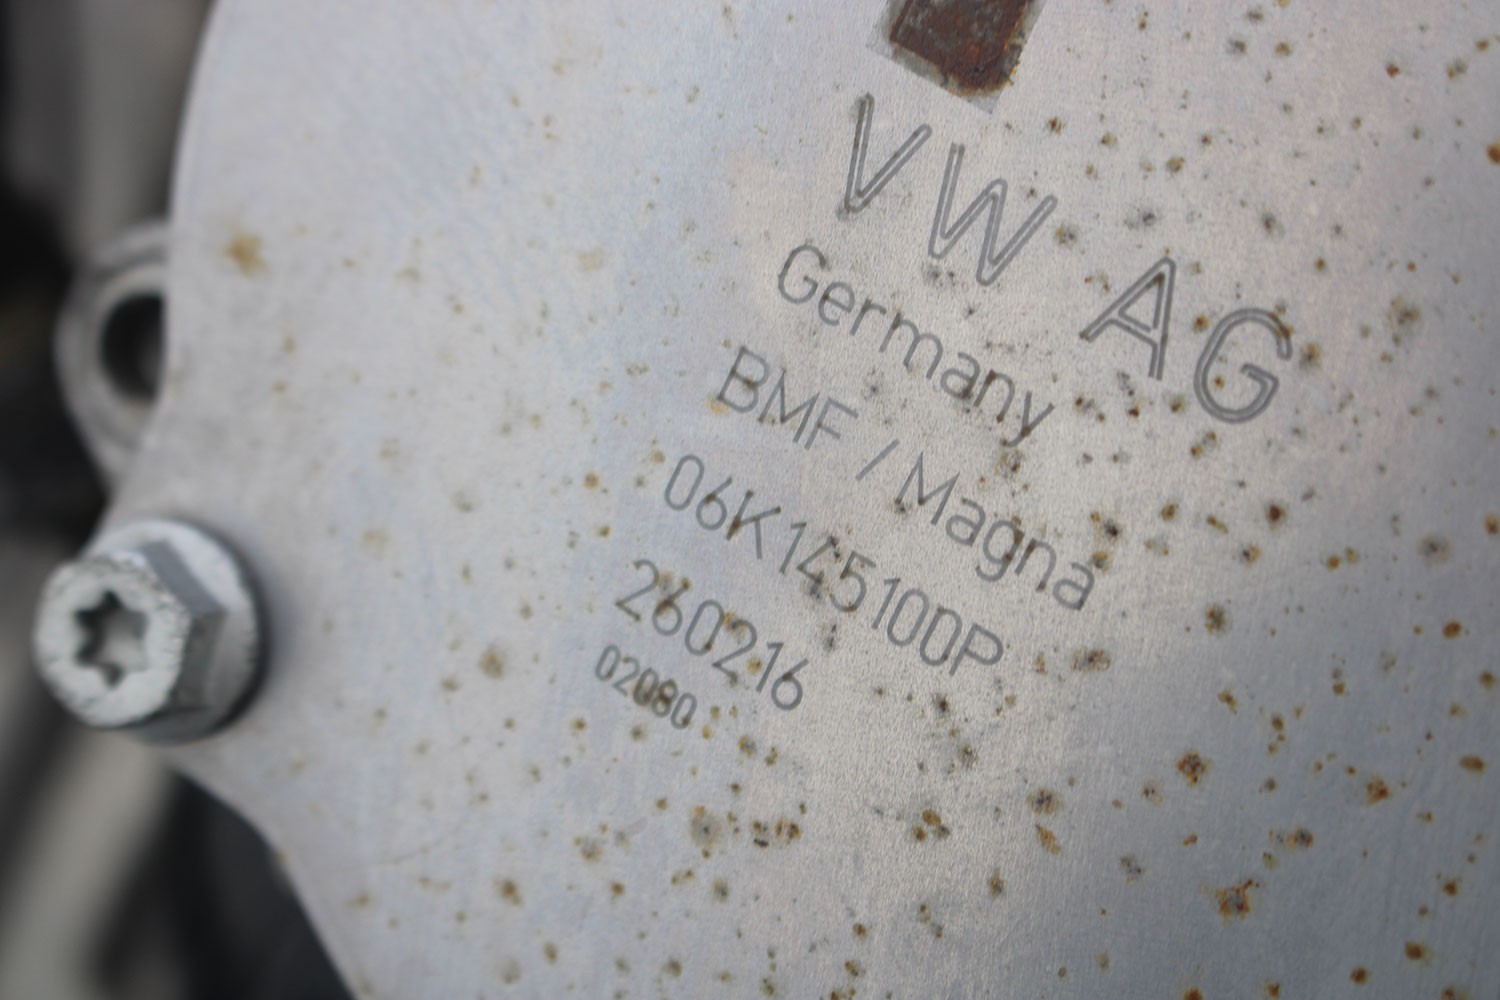 VW AG
Germany
BMF / Magna
06K145100P
260216
02080